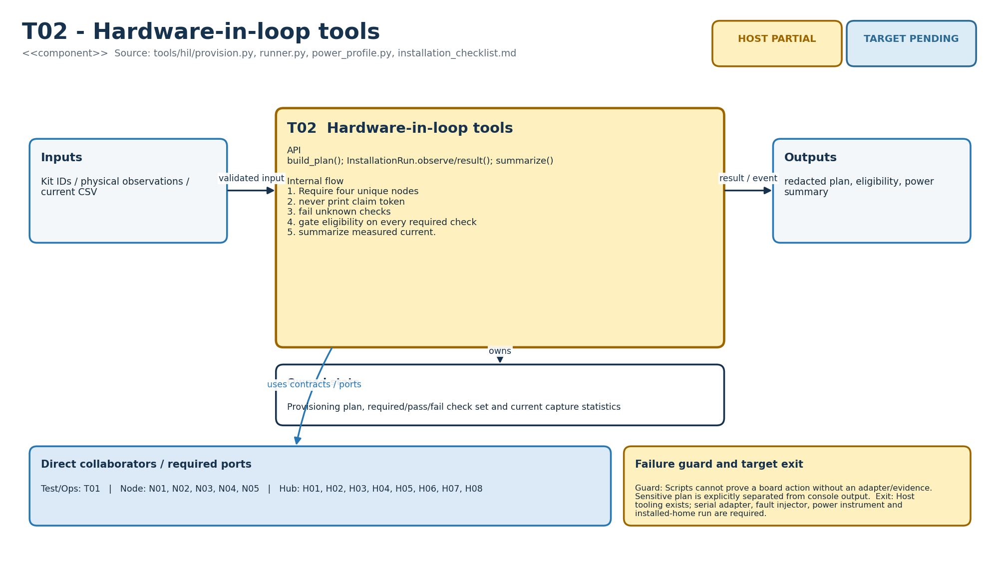 T02 - Hardware-in-loop tools
<<component>>  Source: tools/hil/provision.py, runner.py, power_profile.py, installation_checklist.md
HOST PARTIAL
TARGET PENDING
Inputs
Kit IDs / physical observations /
current CSV
validated input
T02  Hardware-in-loop tools
API
build_plan(); InstallationRun.observe/result(); summarize()
Internal flow
1. Require four unique nodes
2. never print claim token
3. fail unknown checks
4. gate eligibility on every required check
5. summarize measured current.
result / event
Outputs
redacted plan, eligibility, power
summary
owns
uses contracts / ports
Provisioning plan, required/pass/fail check set and current capture statistics
Direct collaborators / required ports
Test/Ops: T01   |   Node: N01, N02, N03, N04, N05   |   Hub: H01, H02, H03, H04, H05, H06, H07, H08
Failure guard and target exit
Guard: Scripts cannot prove a board action without an adapter/evidence.
Sensitive plan is explicitly separated from console output.  Exit: Host
tooling exists; serial adapter, fault injector, power instrument and
installed-home run are required.